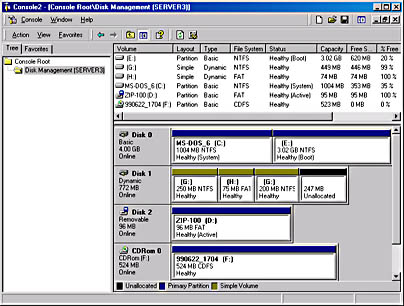 Console2 - [Console Root\Disk Management (SERVER3)]
Console Window Help
Action View Favorites
Tree Favorites
Console Root
Disk Management (SERVER3)
Volume Layout Type File System Status Capacity Free S... % Free
(E:) Partition Basic NTFS Healthy (Boot) 3.02 GB 620 MB 20 %
(G:) Simple Dynamic NTFS Healthy 449 MB 446 MB 99 %
(H:) Simple Dynamic FAT Healthy 74 MB 74 MB 100 %
MS-DOS_6 (C:) Partition Basic NTFS Healthy (System) 1004 MB 353 MB 35 %
ZIP-100 (D:) Partition Basic FAT Healthy (Active) 95 MB 95 MB 100 %
990622_1704 (F:) Partition Basic CDFS Healthy 523 MB 0 MB 0 %
Disk 0
Basic
4.00 GB
Online
MS-DOS_6 (C:)
1004 MB NTFS
Healthy (System)
(E:)
3.02 GB NTFS
Healthy (Boot)
Disk 1
Dynamic
772 MB
Online
(G:)
250 MB NTFS
Healthy
(H:)
75 MB FAT
Healthy
(G:)
200 MB NTFS
Healthy
247 MB
Unallocated
Disk 2
Removable
96 MB
Online
ZIP-100 (D:)
96 MB FAT
Healthy (Active)
CDRom 0
CDRom (F:)
524 MB
Online
990622_1704 (F:)
524 MB CDFS
Healthy
Unallocated Primary Partition Simple Volume